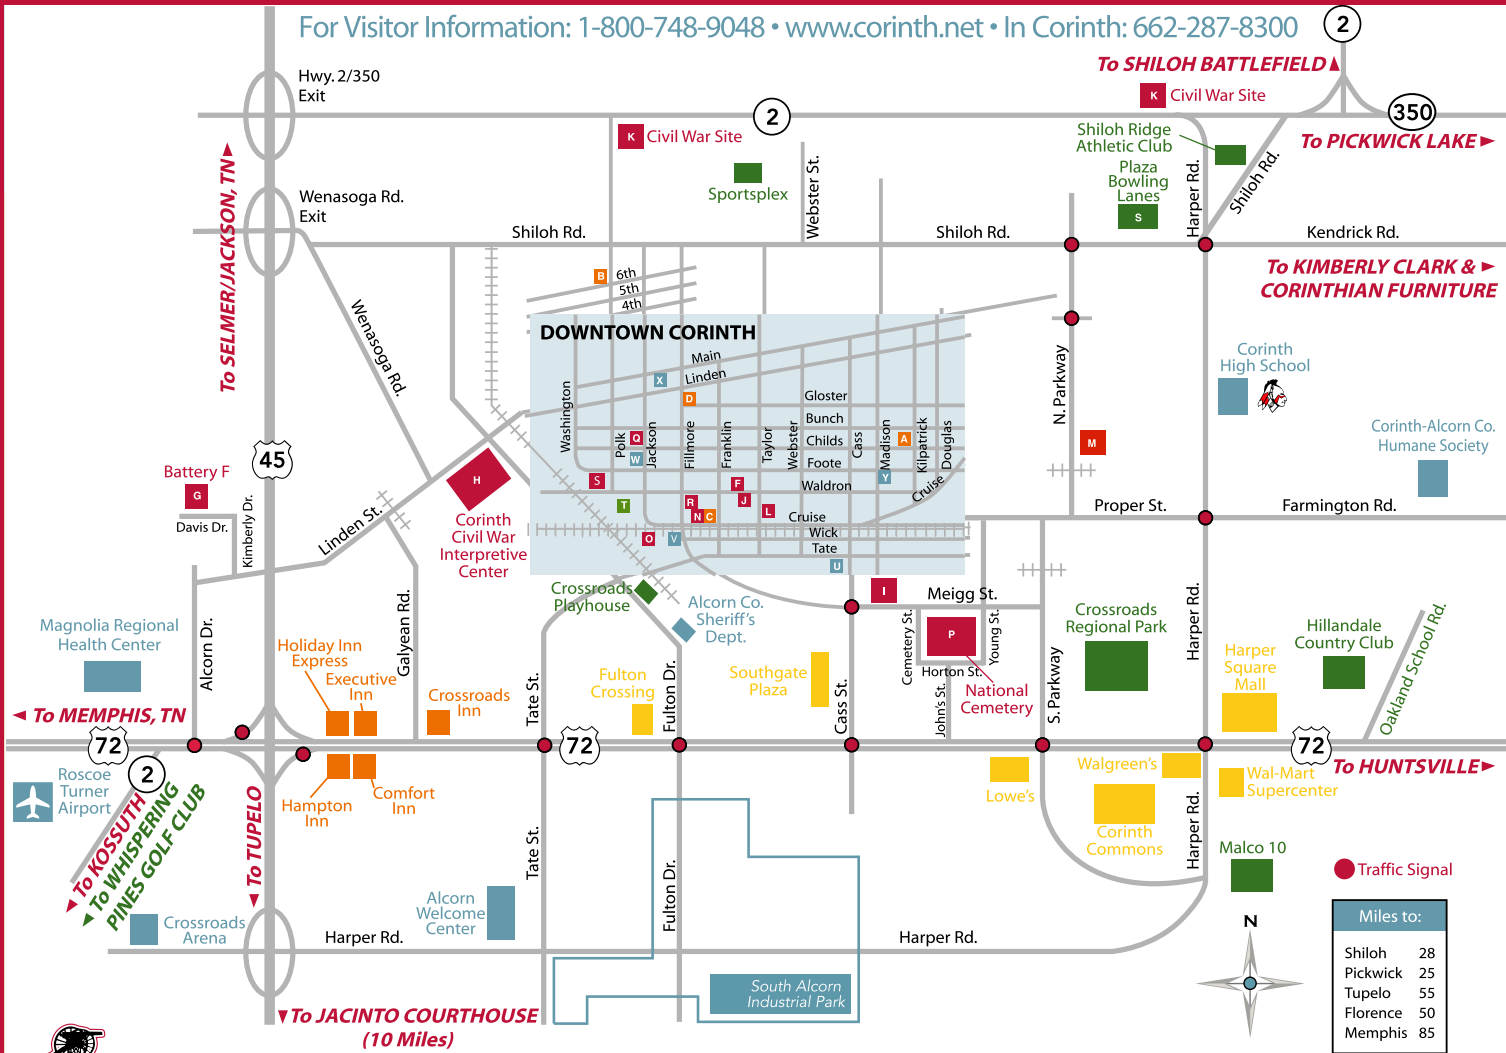 For Visitor Information: 1-800-748-9048 • www.corinth.net • In Corinth: 662-287-8300
2
To SHILOH BATTLEFIELD
Hwy. 2/350
Exit
K
Civil War Site
2
350
K
Civil War Site
Shiloh Ridge
Athletic Club
To PICKWICK LAKE
To SELMER/JACKSON, TN
Sportsplex
Webster St.
Plaza
Bowling
Lanes
S
Harper Rd.
Shiloh Rd.
Wenasoga Rd.
Exit
Shiloh Rd.
Shiloh Rd.
Kendrick Rd.
To KIMBERLY CLARK &
CORINTHIAN FURNITURE
B
6th
5th
4th
Wenasoga Rd.
DOWNTOWN CORINTH
Main
Linden
X
D
Gloster
Bunch
Childs
Foote
Waldron
Cruise
Cruise
Wick
Tate
Washington
Polk
Jackson
Fillmore
Franklin
Taylor
Webster
Cass
Madison
Kilpatrick
Douglas
Q
W
A
Y
S
T
F
J
R
N
C
L
O
V
U
N. Parkway
Corinth
High School
M
Corinth-Alcorn Co.
Humane Society
45
Battery F
G
Davis Dr.
Kimberly Dr.
Linden St.
H
Corinth
Civil War
Interpretive
Center
Proper St.
Farmington Rd.
Crossroads
Playhouse
Alcorn Co.
Sheriff's
Dept.
I
Meigg St.
Cemetery St.
P
Young St.
Horton St.
John's St.
National
Cemetery
Crossroads
Regional Park
Harper Rd.
Hillandale
Country Club
Oakland School Rd.
Harper
Square
Mall
S. Parkway
Magnolia Regional
Health Center
Alcorn Dr.
Holiday Inn
Express
Executive
Inn
Galyean Rd.
Crossroads
Inn
Tate St.
Fulton
Crossing
Fulton Dr.
Southgate
Plaza
Cass St.
To MEMPHIS, TN
72
72
72
To HUNTSVILLE
2
Roscoe
Turner
Airport
To KOSSUTH
To WHISPERING
PINES GOLF CLUB
To TUPELO
Hampton
Inn
Comfort
Inn
Lowe's
Walgreen's
Wal-Mart
Supercenter
Corinth
Commons
Harper Rd.
Malco 10
Traffic Signal
Tate St.
Fulton Dr.
Alcorn
Welcome
Center
Crossroads
Arena
Harper Rd.
Harper Rd.
South Alcorn
Industrial Park
N
Miles to:
Shiloh 28
Pickwick 25
Tupelo 55
Florence 50
Memphis 85
To JACINTO COURTHOUSE
(10 Miles)